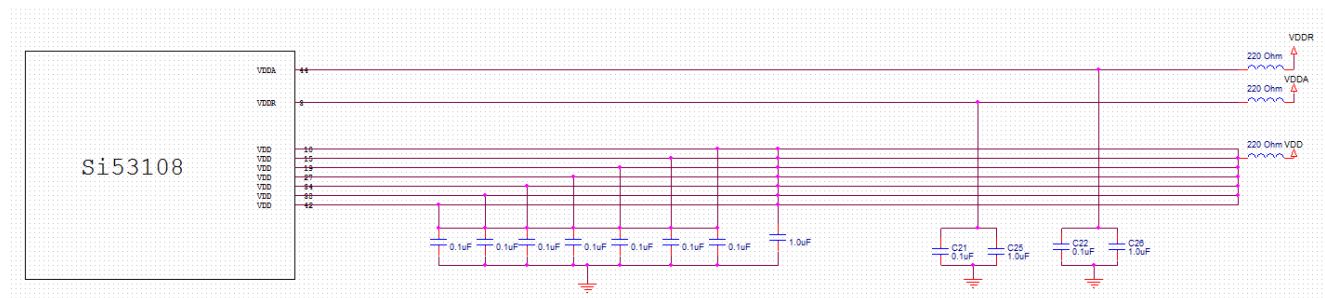 VDDR
220 Ohm
VDDA 44
VDDA
220 Ohm
VDDR 8
220 Ohm VDD
VDD 10
VDD 15
VDD 19
VDD 27
VDD 34
VDD 38
VDD 42
Si53108
0.1uF 0.1uF 0.1uF 0.1uF 0.1uF 0.1uF 0.1uF 1.0uF
C21 C25 C22 C26
0.1uF 1.0uF 0.1uF 1.0uF